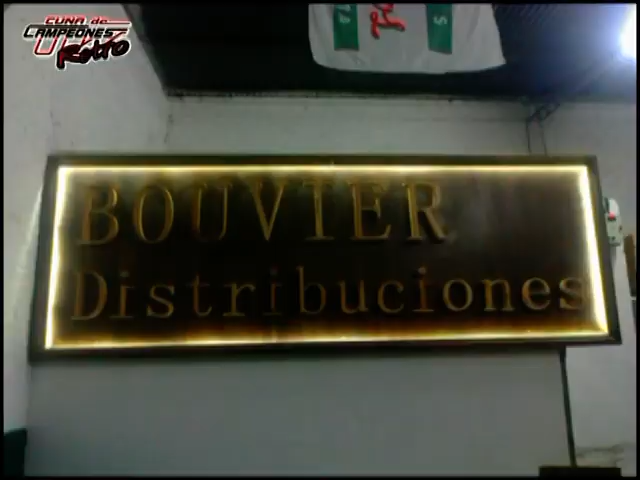 CUNA de
CAMPEONES
Retro
BOUVIER
Distribuciones